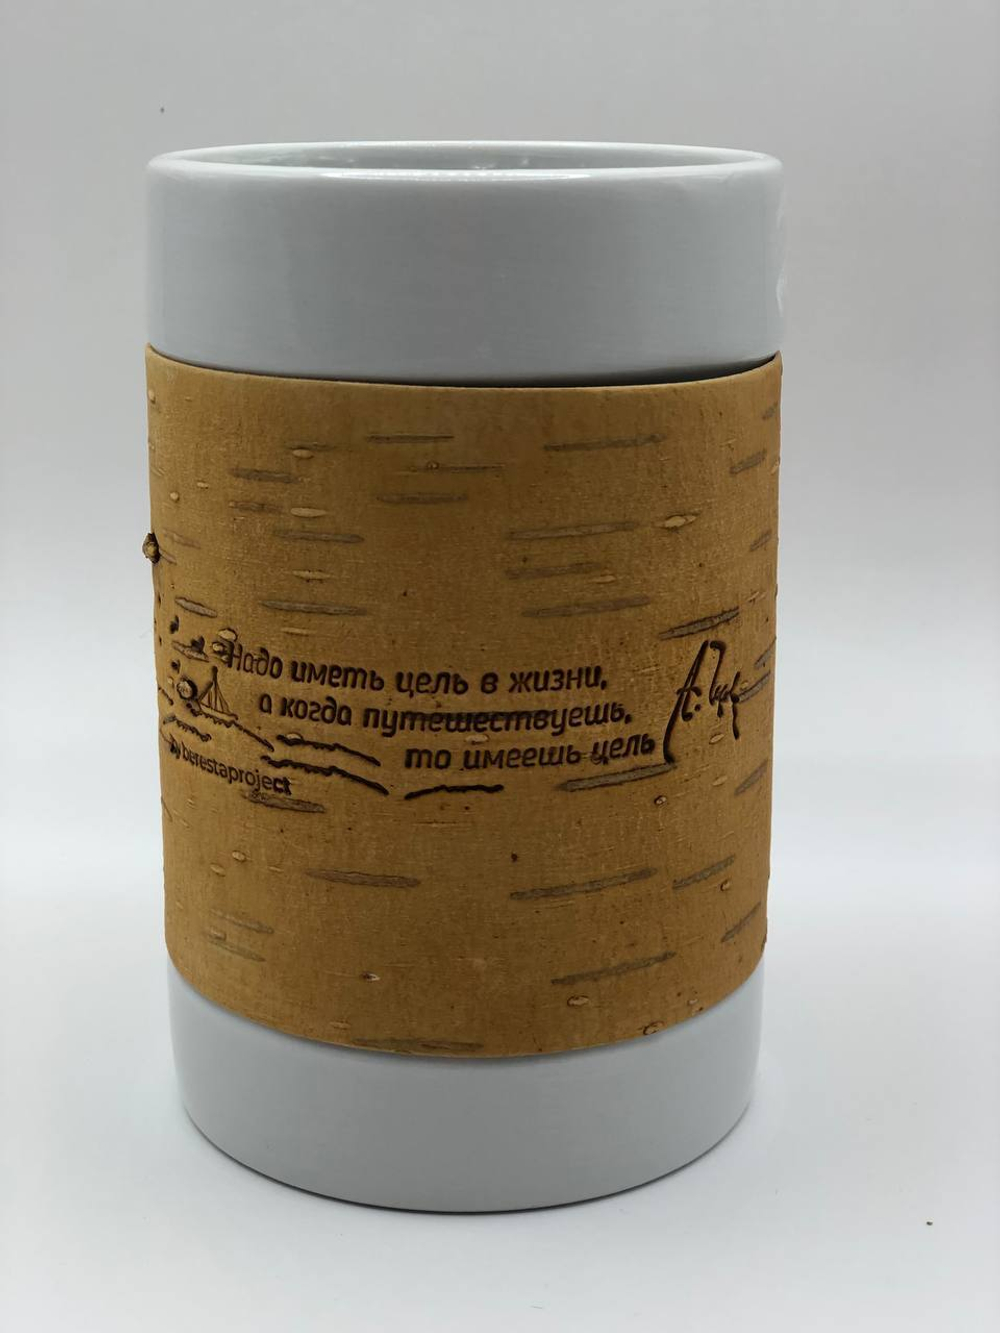 Надо иметь цель в жизни,
а когда путешествуешь,
то имеешь цель
by berestaproject